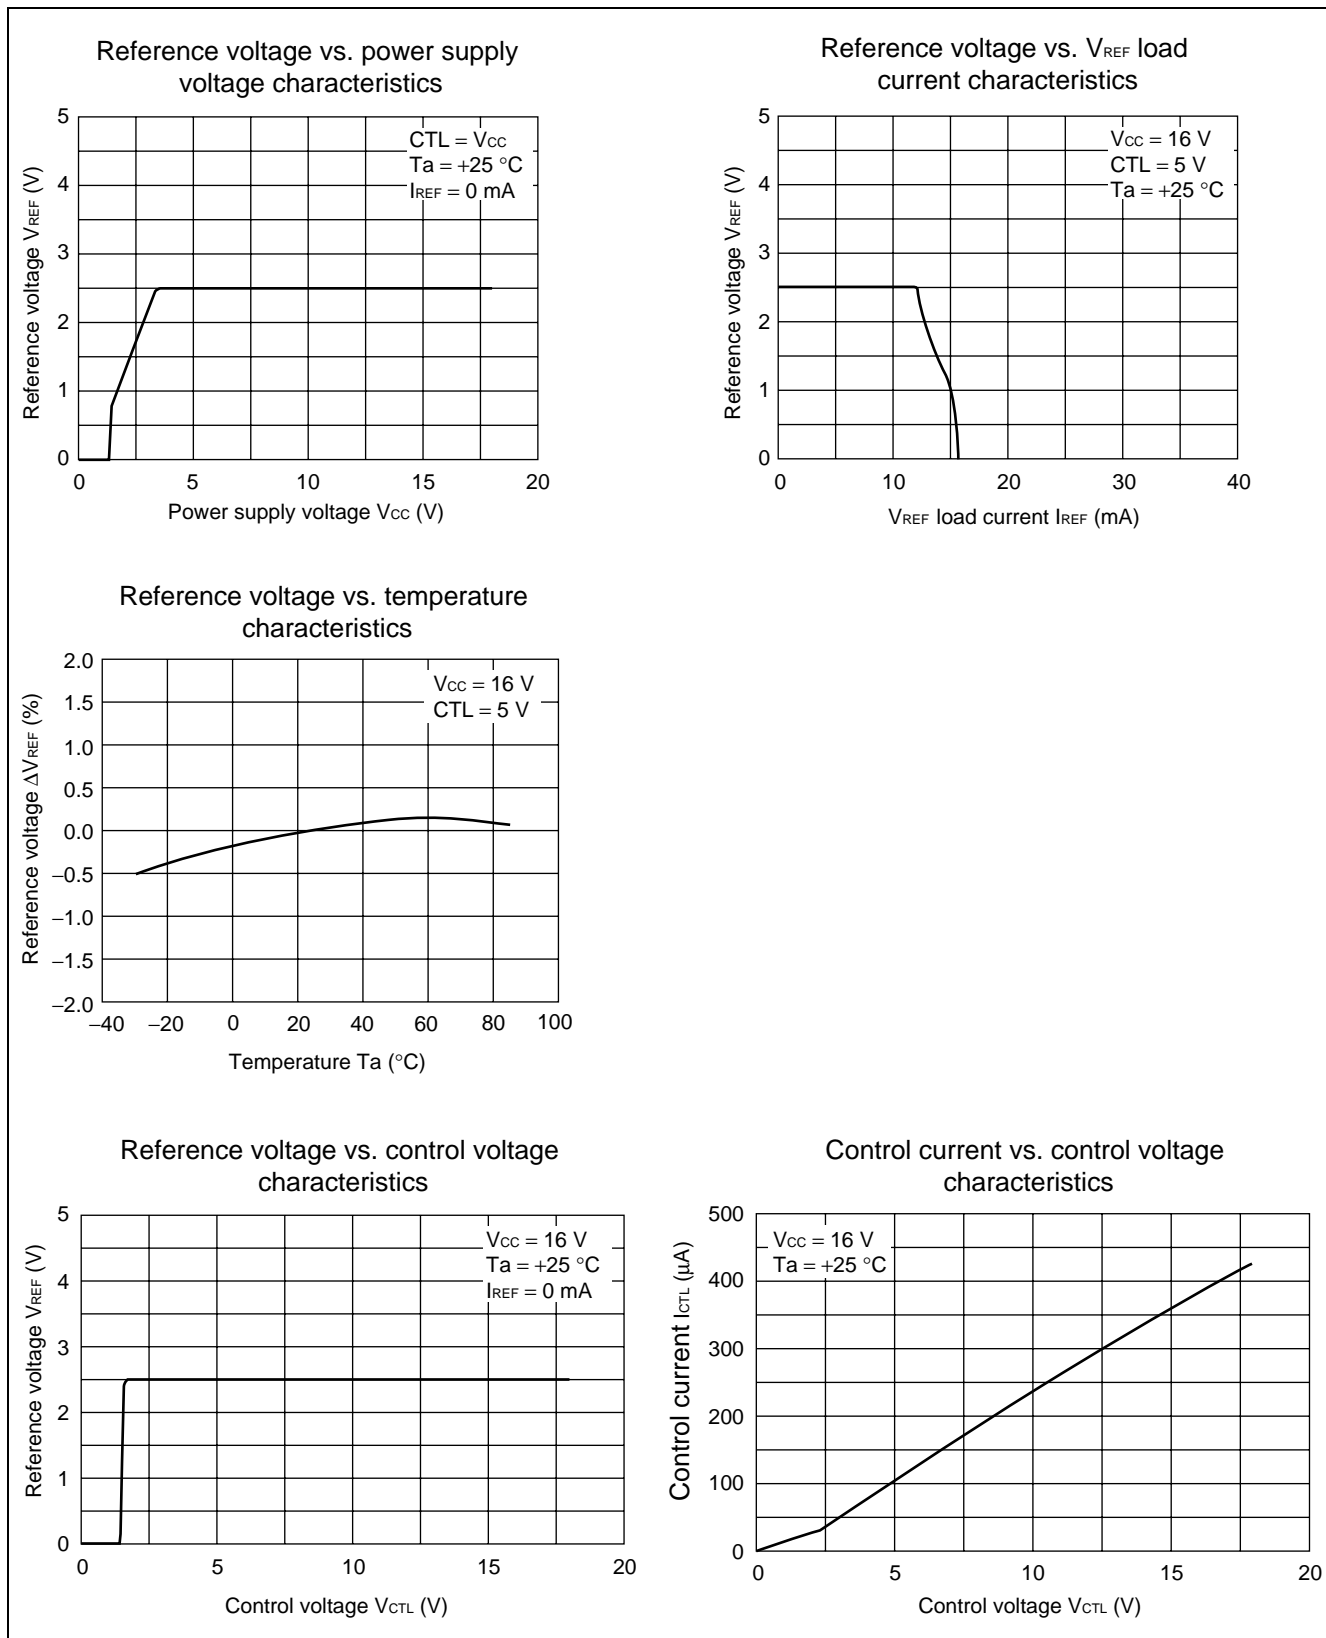 Reference voltage vs. power supply
voltage characteristics
5
4
3
2
1
0
Reference voltage VREF (V)
CTL = VCC
Ta = +25 °C
IREF = 0 mA
0 5 10 15 20
Power supply voltage VCC (V)
Reference voltage vs. VREF load
current characteristics
5
4
3
2
1
0
Reference voltage VREF (V)
VCC = 16 V
CTL = 5 V
Ta = +25 °C
0 10 20 30 40
VREF load current IREF (mA)
Reference voltage vs. temperature
characteristics
2.0
1.5
1.0
0.5
0.0
−0.5
−1.0
−1.5
−2.0
Reference voltage ΔVREF (%)
VCC = 16 V
CTL = 5 V
−40 −20 0 20 40 60 80 100
Temperature Ta (°C)
Reference voltage vs. control voltage
characteristics
5
4
3
2
1
0
Reference voltage VREF (V)
VCC = 16 V
Ta = +25 °C
IREF = 0 mA
0 5 10 15 20
Control voltage VCTL (V)
Control current vs. control voltage
characteristics
500
400
300
200
100
0
Control current ICTL (µA)
VCC = 16 V
Ta = +25 °C
0 5 10 15 20
Control voltage VCTL (V)